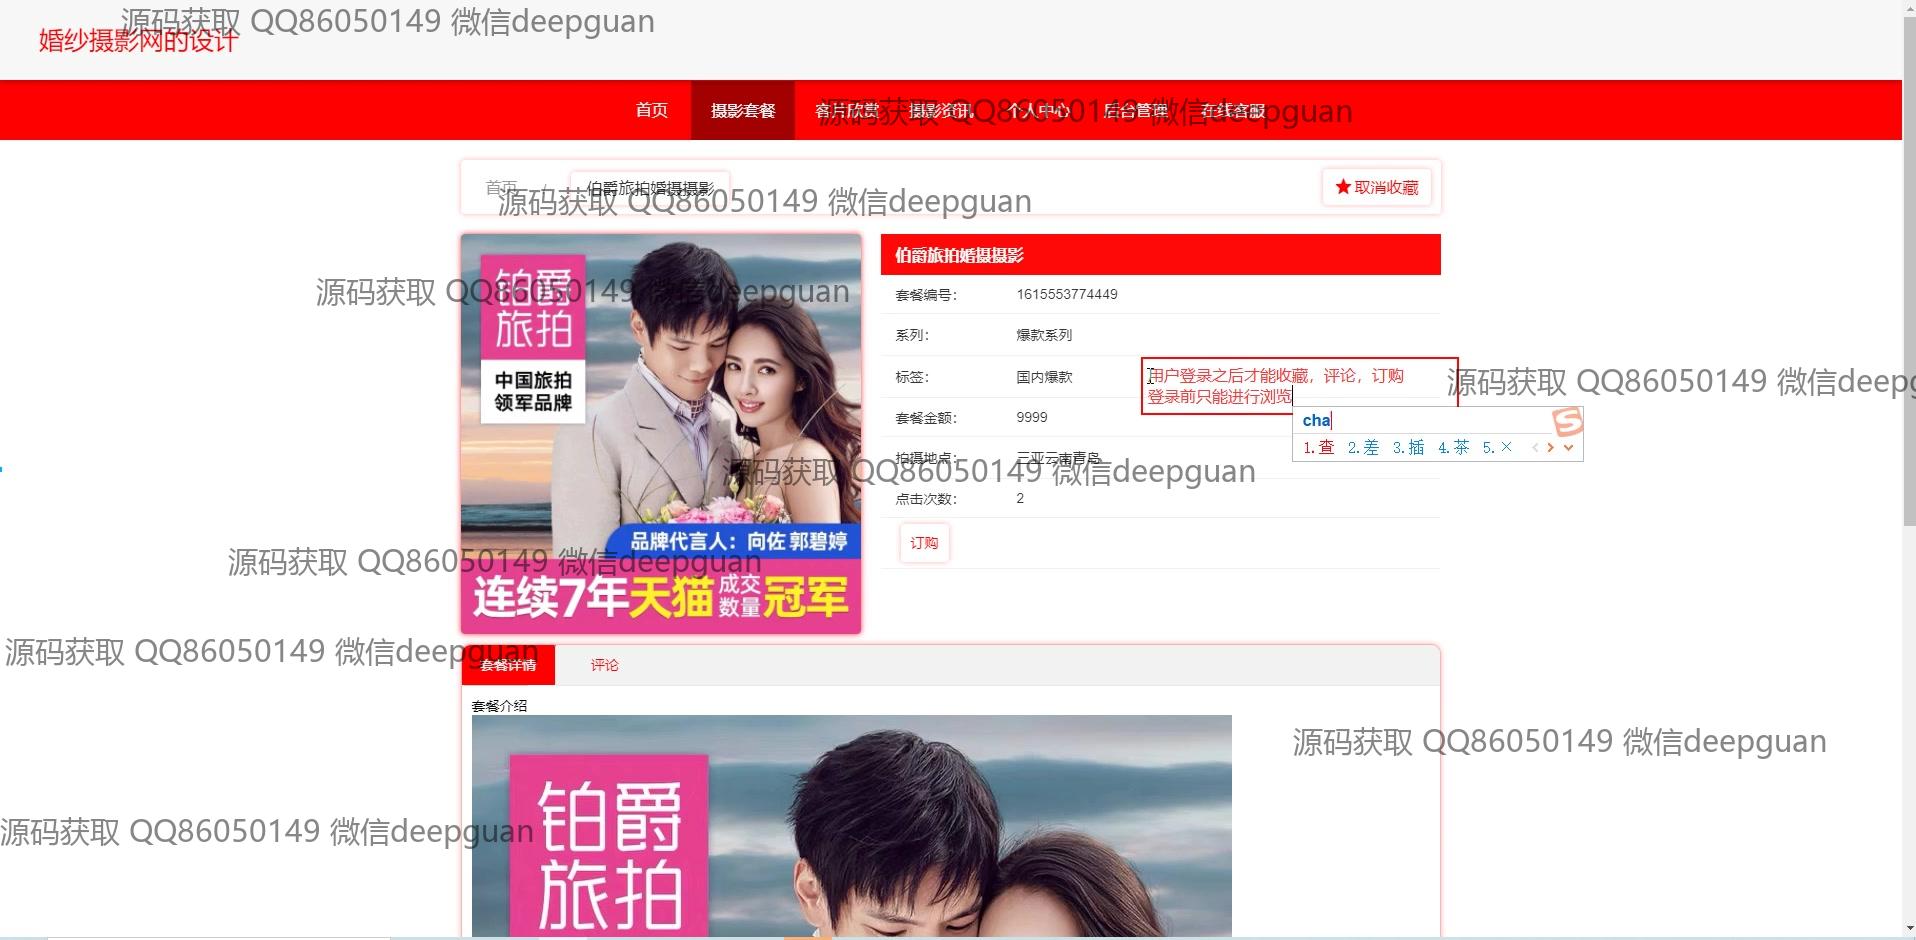 源码获取 QQ86050149 微信deepguan
婚纱摄影网的设计
首页 摄影套餐 客片欣赏 摄影资讯 个人中心 后台管理 在线客服
源码获取 QQ86050149 微信deepguan
首页 / 伯爵旅拍婚摄摄影 取消收藏
源码获取 QQ86050149 微信deepguan
铂爵
旅拍
中国旅拍
领军品牌
品牌代言人：向佐 郭碧婷
连续7年天猫成交数量冠军
源码获取 QQ86050149 微信deepguan
伯爵旅拍婚摄摄影
套餐编号： 1615553774449
系列： 爆款系列
标签： 国内爆款
套餐金额： 9999
拍摄地点： 三亚云南青岛
点击次数： 2
订购
用户登录之后才能收藏，评论，订购
登录前只能进行浏览
cha
1.查 2.差 3.插 4.茶 5.×
源码获取 QQ86050149 微信deep
源码获取 QQ86050149 微信deepguan
源码获取 QQ86050149 微信deepguan
源码获取 QQ86050149 微信deepguan
套餐详情 评论
套餐介绍
铂爵
旅拍
源码获取 QQ86050149 微信deepguan
源码获取 QQ86050149 微信deepguan